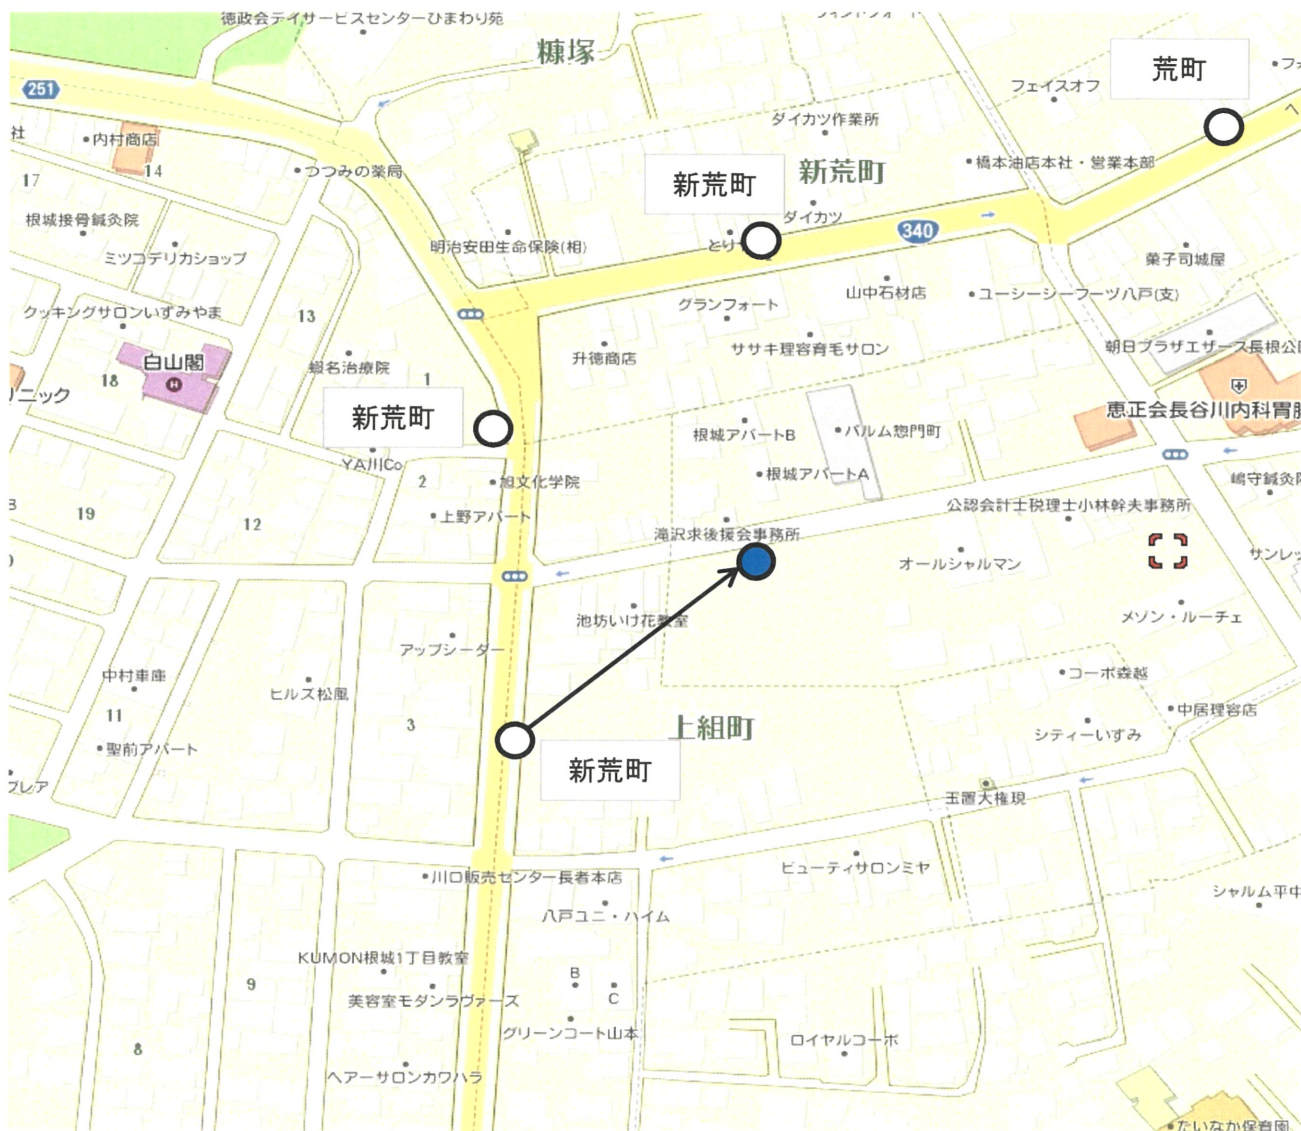 徳政会デイサービスセンターひまわり苑
糠塚
荒町
251
フェイスオフ
内村商店
14
ダイカツ作業所
17
つつみの薬局
新荒町
新荒町
橋本油店本社・営業本部
根城接骨鍼灸院
ダイカツ
340
明治安田生命保険(相)
ミツコデリカショップ
菓子司城屋
山中石材店
ユーシーシーフーヅ八戸(支)
グランフォート
クッキングサロンいずみやま
13
升徳商店
ササキ理容育毛サロン
朝日プラザエザース長根公
白山閣
H
蝦名治療院
18
1
ニック
新荒町
恵正会長谷川内科胃腸
根城アパートB
パルム惣門町
YA川Co
根城アパートA
2
旭文化学院
嶋守鍼灸
19
12
上野アパート
公認会計士税理士小林幹夫事務所
滝沢求後援会事務所
オールシャルマン
サンレッ
池坊いけ花教室
メゾン・ルーチェ
アップシーダー
中村車庫
コーポ森越
ヒルズ松風
11
3
上組町
中居理容店
シティーいずみ
聖前アパート
新荒町
プレア
玉置大権現
ビューティサロンミヤ
川口販売センター長者本店
シャルム平中
八戸ユニ・ハイム
KUMON根城1丁目教室
9
B
C
美容室モダンラヴァーズ
グリーンコート山本
ロイヤルコーポ
8
ヘアーサロンカワハラ
たいなか保育園